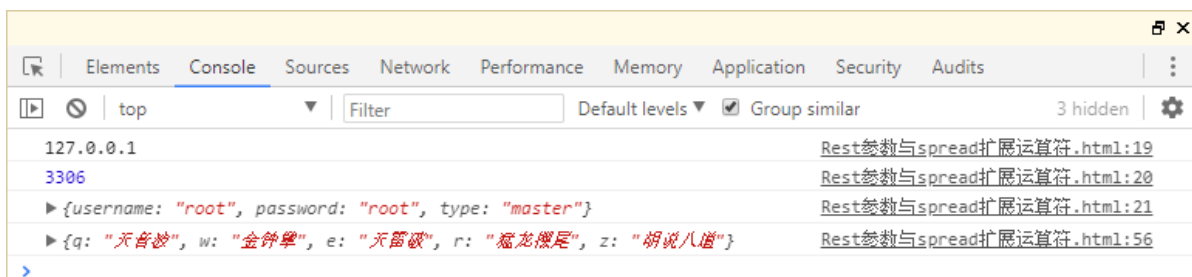 Elements Console Sources Network Performance Memory Application Security Audits
top Filter Default levels Group similar 3 hidden
127.0.0.1 Rest参数与spread扩展运算符.html:19
3306 Rest参数与spread扩展运算符.html:20
{username: "root", password: "root", type: "master"} Rest参数与spread扩展运算符.html:21
{q: "天音波", w: "金钟罩", e: "天雷破", r: "猛龙摆尾", z: "胡说八道"} Rest参数与spread扩展运算符.html:56